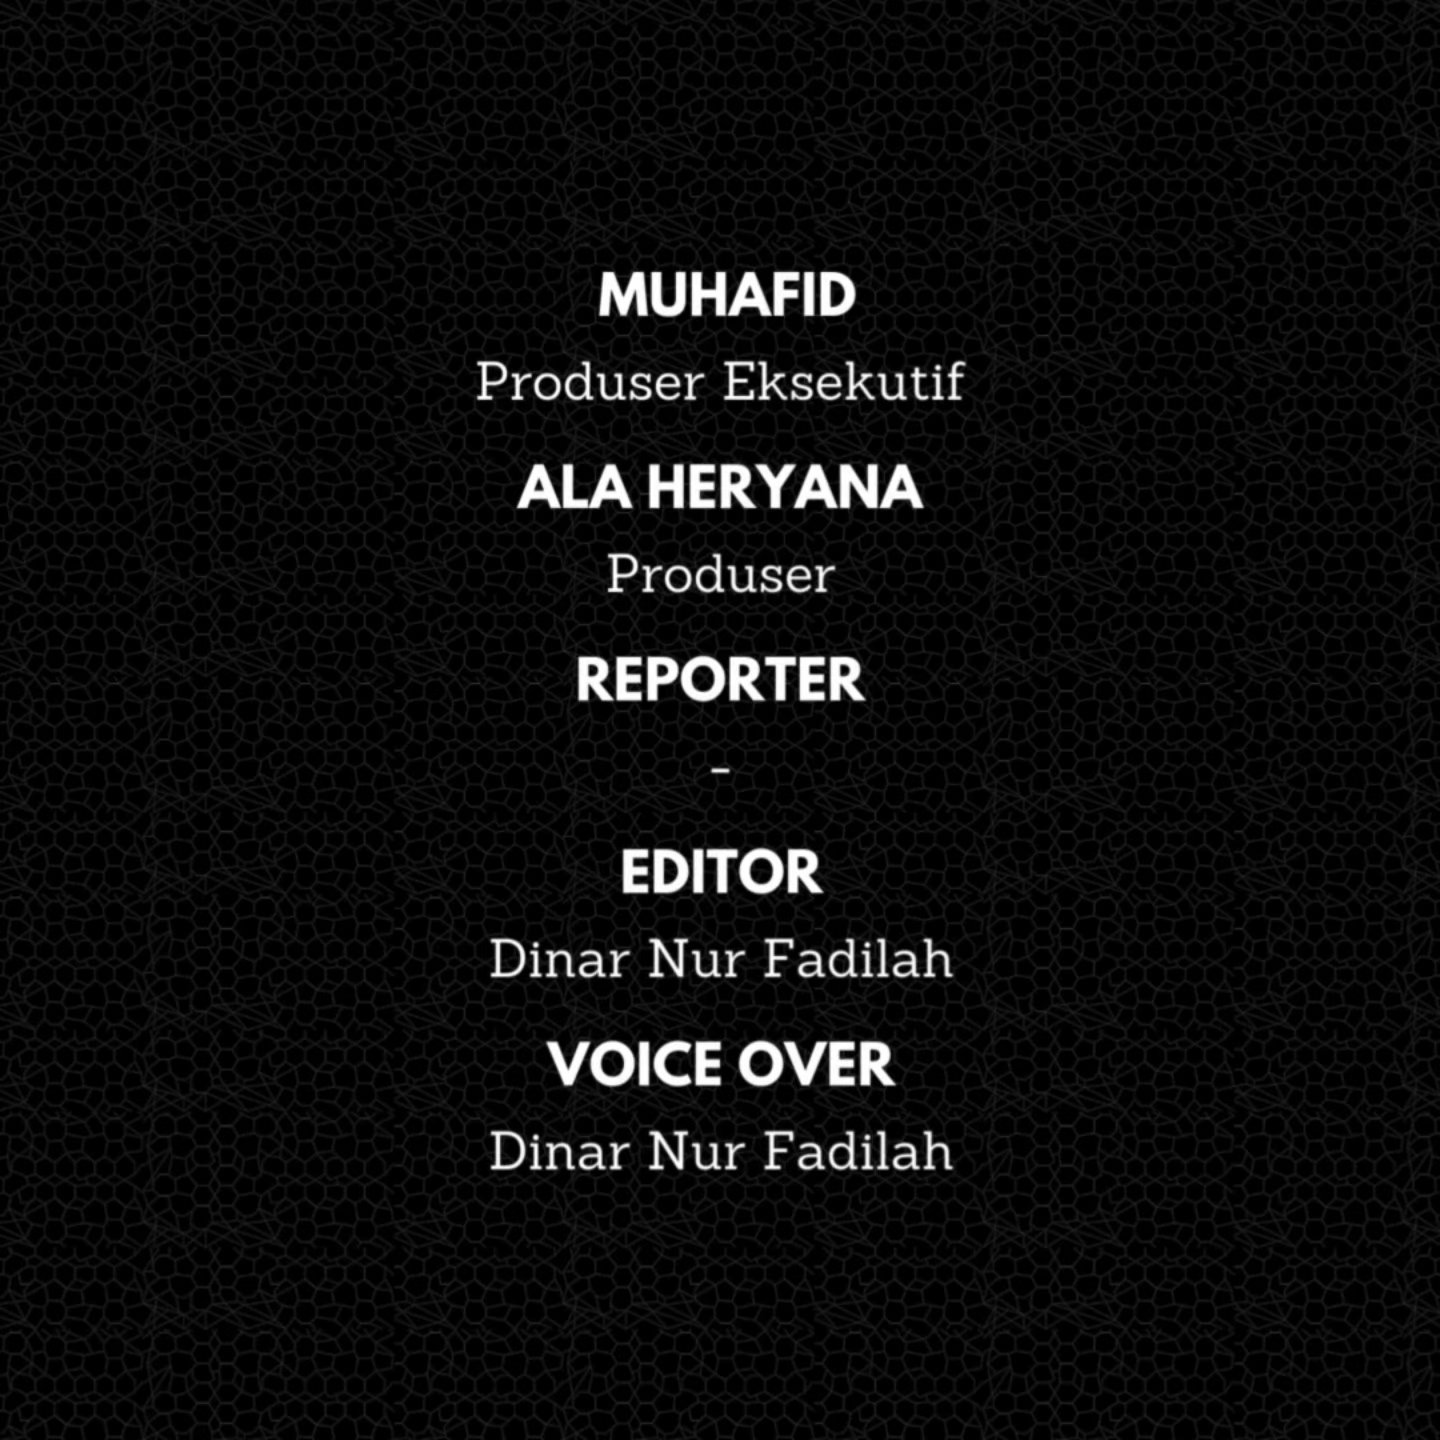 MUHAFID
Produser Eksekutif
ALA HERYANA
Produser
REPORTER
-
EDITOR
Dinar Nur Fadilah
VOICE OVER
Dinar Nur Fadilah